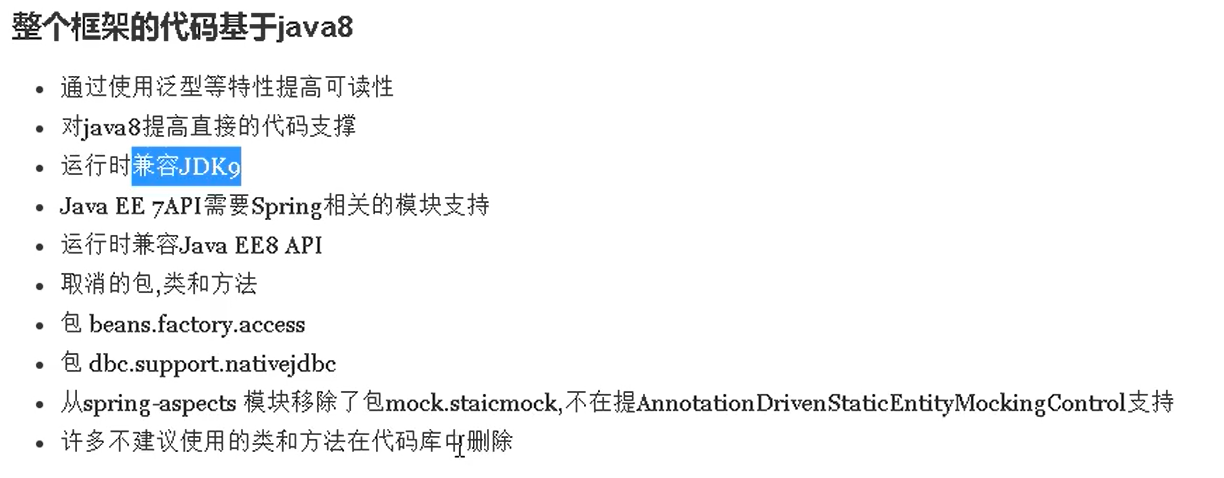 整个框架的代码基于java8
通过使用泛型等特性提高可读性
对java8提高直接的代码支撑
运行时兼容JDK9
Java EE 7API需要Spring相关的模块支持
运行时兼容Java EE8 API
取消的包,类和方法
包 beans.factory.access
包 dbc.support.nativejdbc
从spring-aspects 模块移除了包mock.staicmock,不在提AnnotationDrivenStaticEntityMockingControl支持
许多不建议使用的类和方法在代码库中删除